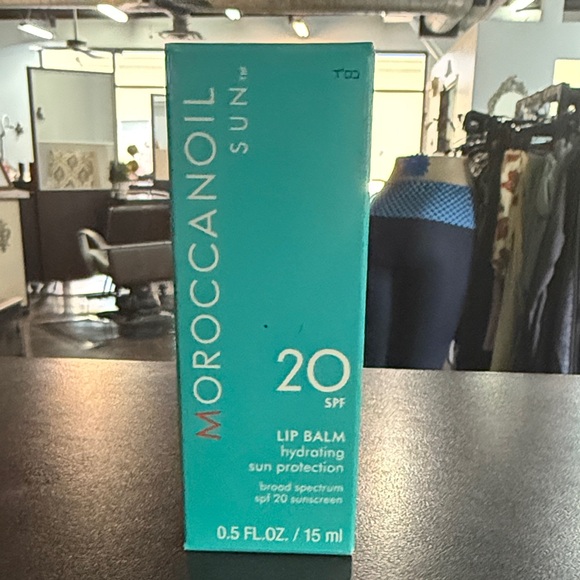 MOROCCANOIL
SUN™
20
SPF
LIP BALM
hydrating
sun protection
broad spectrum
spf 20 sunscreen
0.5 FL.OZ. / 15 ml